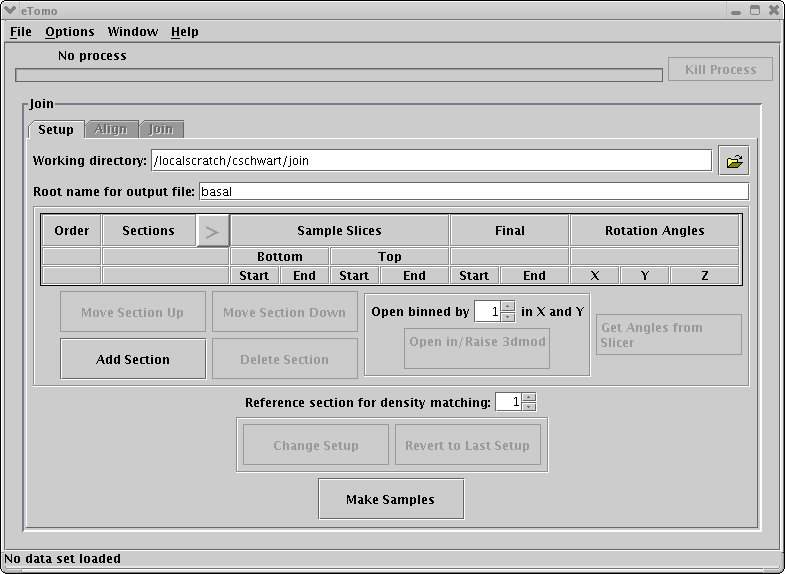 eTomo
File Options Window Help
No process
Kill Process
Join
Setup Align Join
Working directory: /localscratch/cschwart/join
Root name for output file: basal
Order Sections > Sample Slices Final Rotation Angles
Bottom Top
Start End Start End Start End X Y Z
Move Section Up Move Section Down Open binned by 1 in X and Y
Open in/Raise 3dmod
Get Angles from
Slicer
Add Section Delete Section
Reference section for density matching: 1
Change Setup Revert to Last Setup
Make Samples
No data set loaded